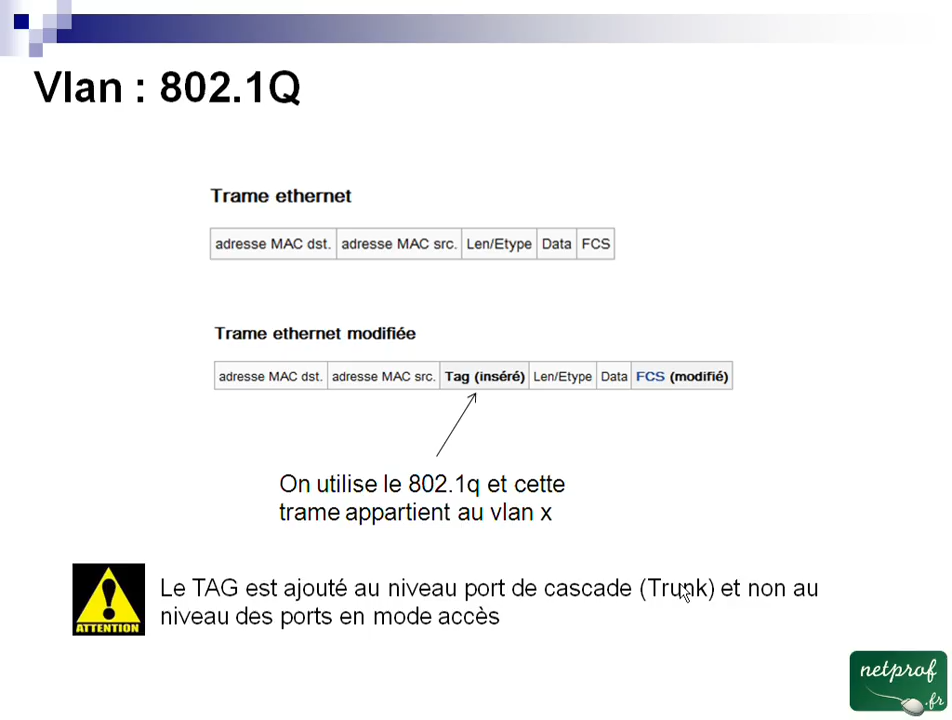 Vlan : 802.1Q
Trame ethernet
adresse MAC dst. adresse MAC src. Len/Etype Data FCS
Trame ethernet modifiée
adresse MAC dst. adresse MAC src. Tag (inséré) Len/Etype Data FCS (modifié)
On utilise le 802.1q et cette
trame appartient au vlan x
ATTENTION
Le TAG est ajouté au niveau port de cascade (Trunk) et non au
niveau des ports en mode accès
netprof
.fr